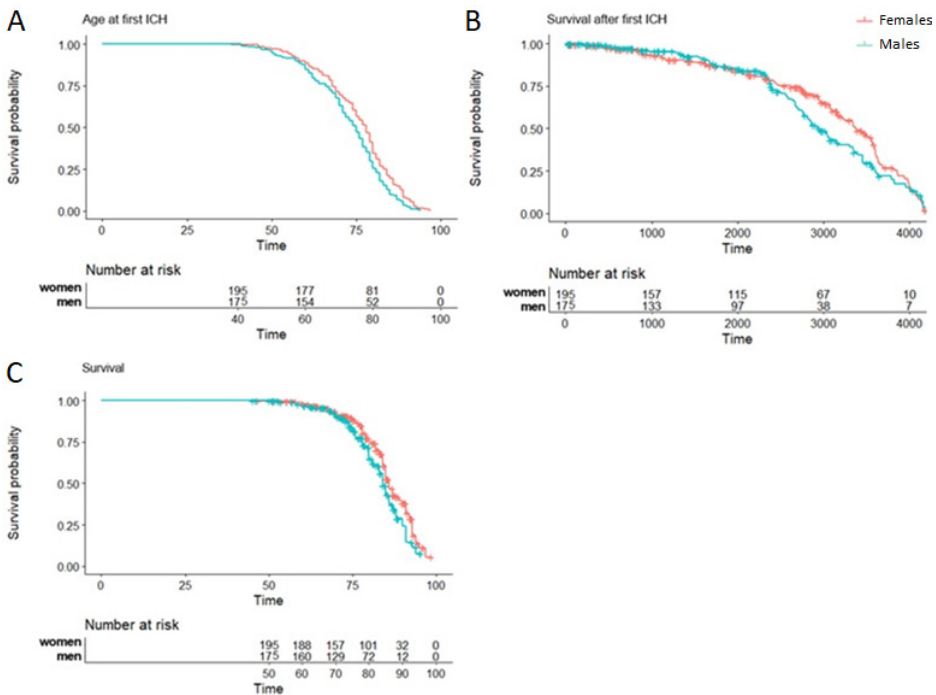 A
Age at first ICH
Survival probability
1.00
0.75
0.50
0.25
0.00
0 25 50 75 100
Time
Number at risk
women 195 177 81 0
men 175 154 52 0
40 60 80 100
Time
B
Survival after first ICH
Females
Males
Survival probability
1.00
0.75
0.50
0.25
0.00
0 1000 2000 3000 4000
Time
Number at risk
women 195 157 115 67 10
men 175 133 97 38 7
0 1000 2000 3000 4000
Time
C
Survival
Survival probability
1.00
0.75
0.50
0.25
0.00
0 25 50 75 100
Time
Number at risk
women 195 188 157 101 32 0
men 175 160 129 72 12 0
50 60 70 80 90 100
Time